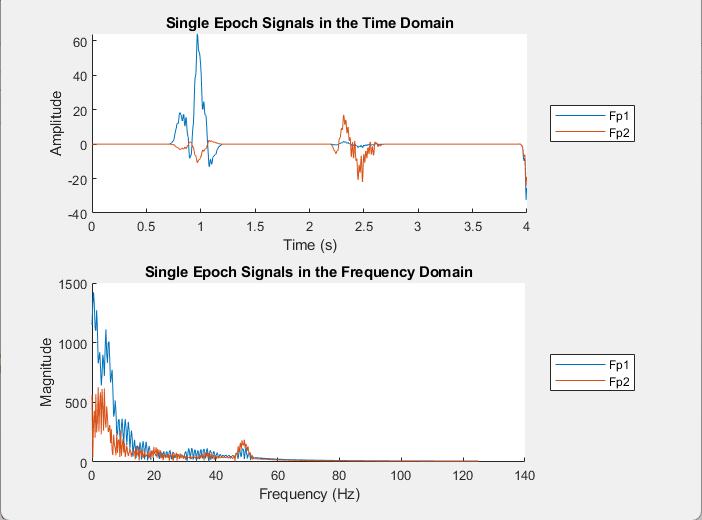 Single Epoch Signals in the Time Domain
Amplitude
60
40
20
0
-20
-40
0 0.5 1 1.5 2 2.5 3 3.5 4
Time (s)
Fp1
Fp2
Single Epoch Signals in the Frequency Domain
Magnitude
1500
1000
500
0
0 20 40 60 80 100 120 140
Frequency (Hz)
Fp1
Fp2